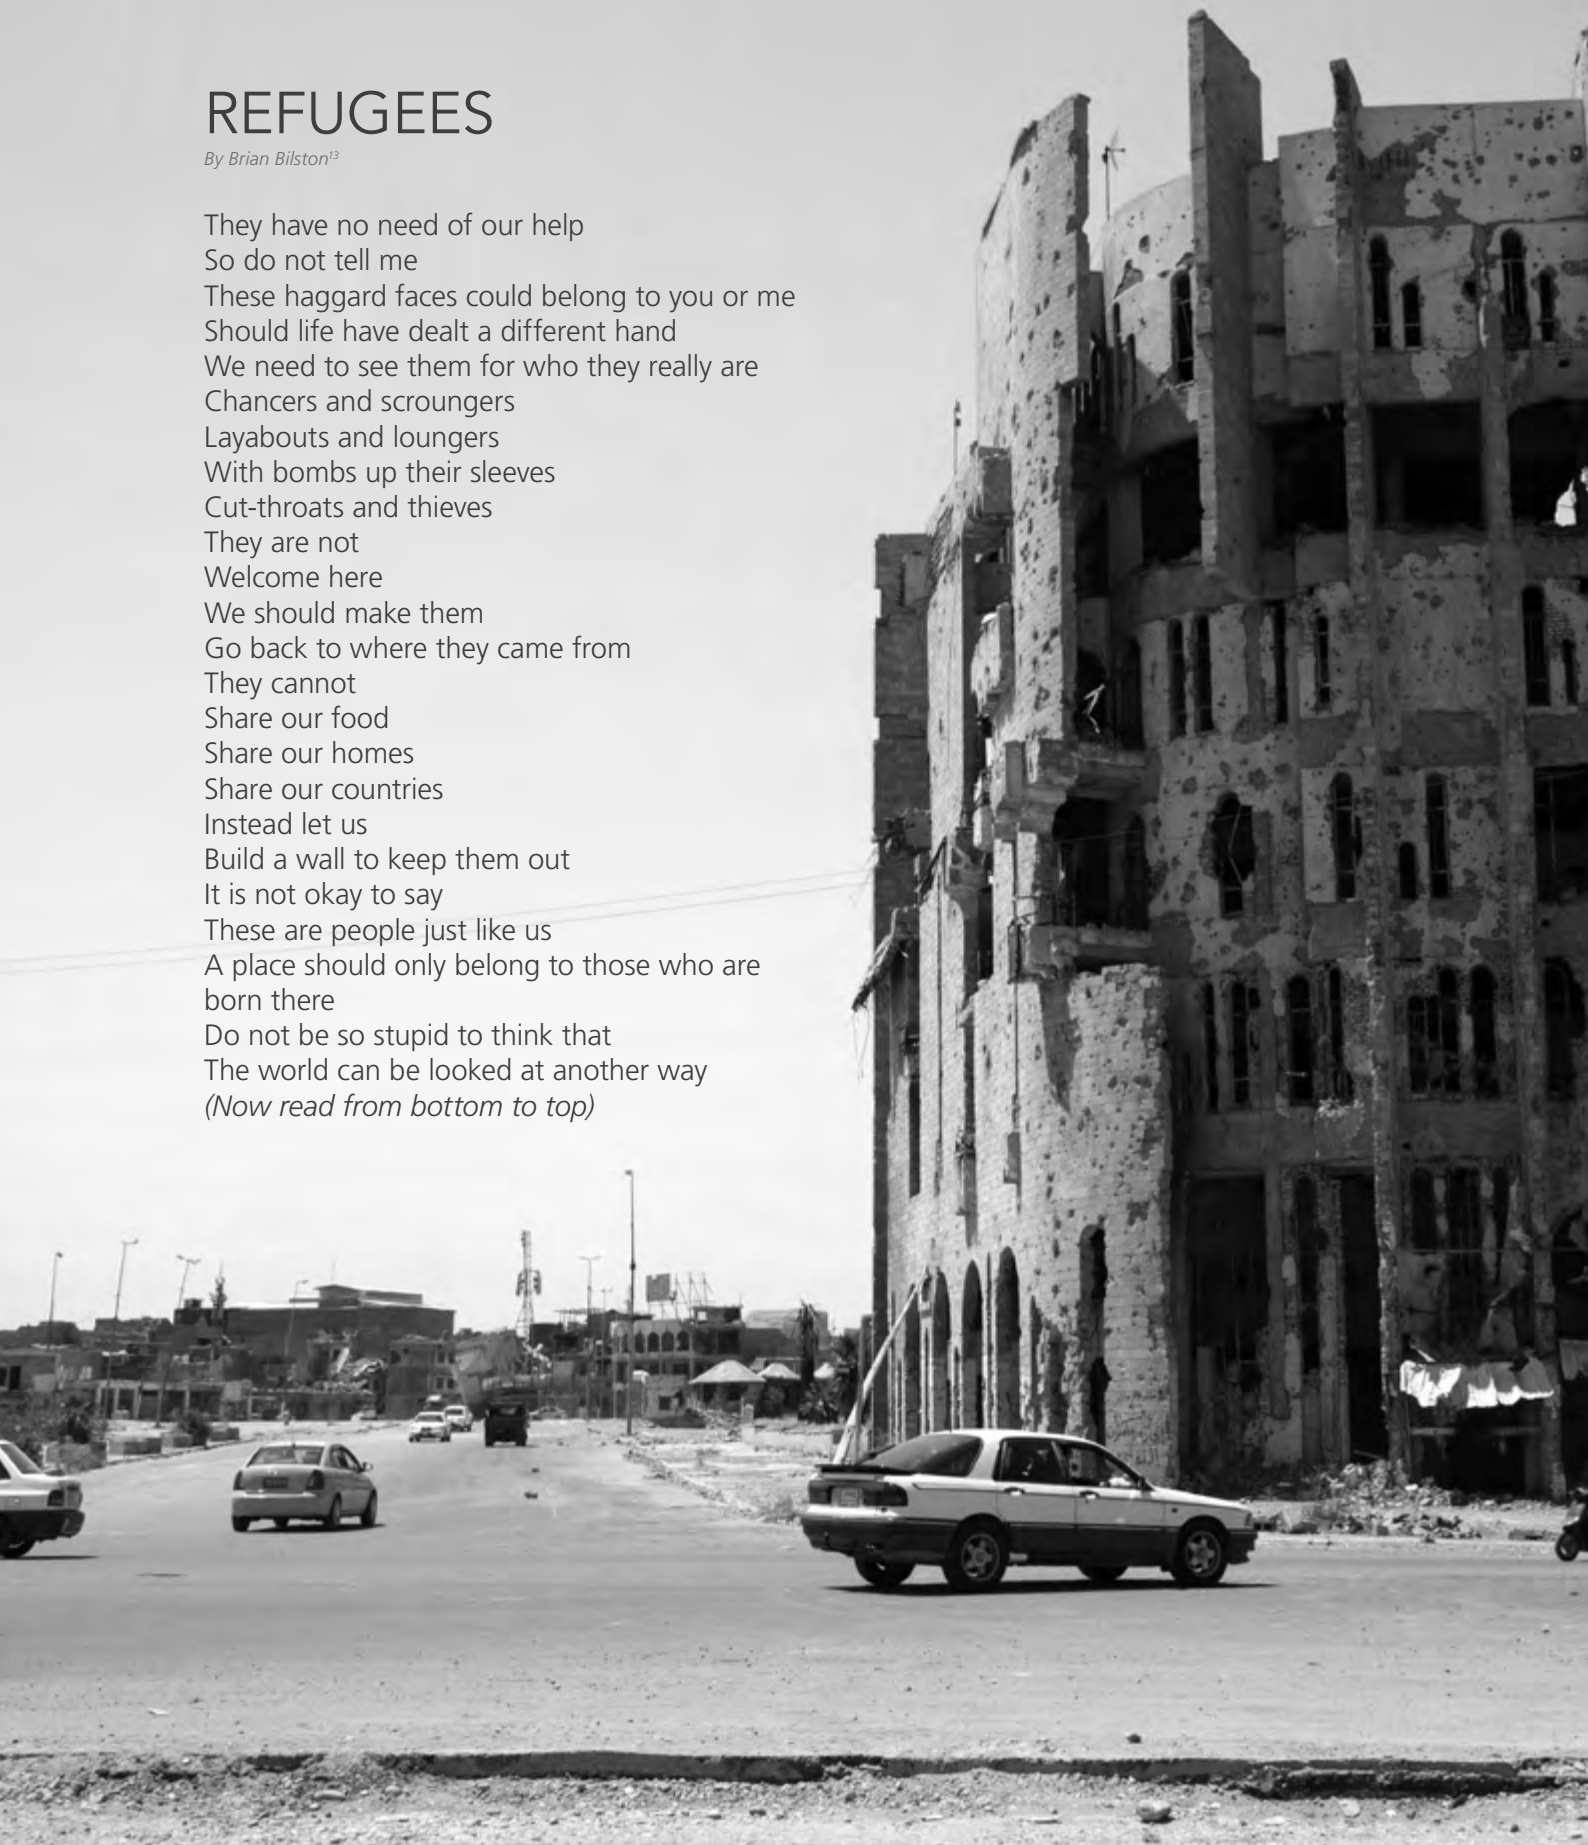 REFUGEES
By Brian Bilston13
They have no need of our help
So do not tell me
These haggard faces could belong to you or me
Should life have dealt a different hand
We need to see them for who they really are
Chancers and scroungers
Layabouts and loungers
With bombs up their sleeves
Cut-throats and thieves
They are not
Welcome here
We should make them
Go back to where they came from
They cannot
Share our food
Share our homes
Share our countries
Instead let us
Build a wall to keep them out
It is not okay to say
These are people just like us
A place should only belong to those who are
born there
Do not be so stupid to think that
The world can be looked at another way
(Now read from bottom to top)